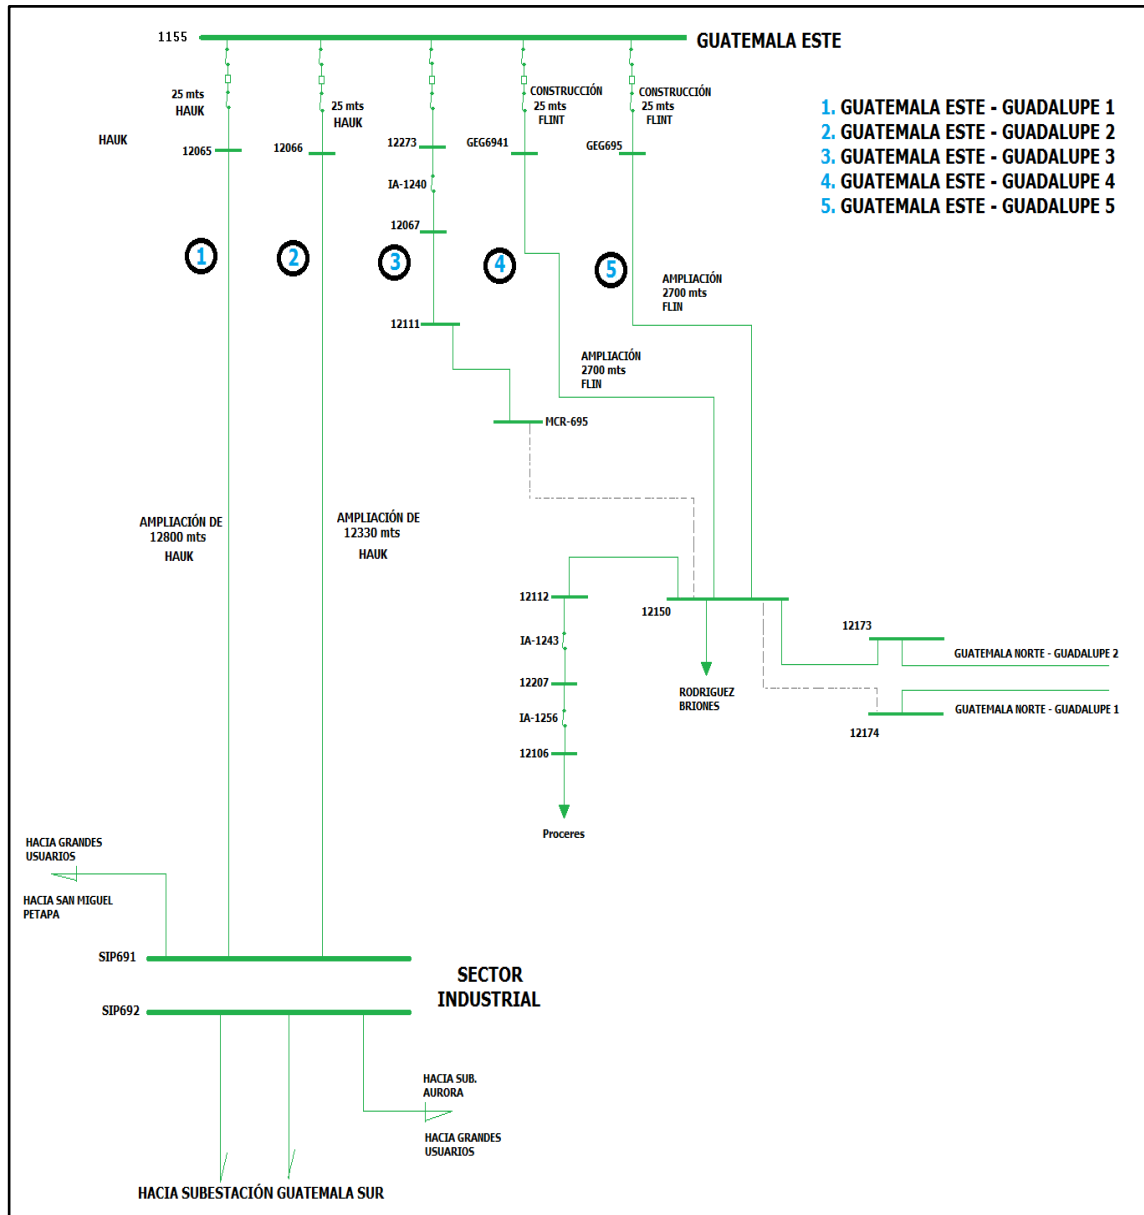 1155
GUATEMALA ESTE
1. GUATEMALA ESTE - GUADALUPE 1
2. GUATEMALA ESTE - GUADALUPE 2
3. GUATEMALA ESTE - GUADALUPE 3
4. GUATEMALA ESTE - GUADALUPE 4
5. GUATEMALA ESTE - GUADALUPE 5
25 mts
HAUK
25 mts
HAUK
CONSTRUCCIÓN
25 mts
FLINT
CONSTRUCCIÓN
25 mts
FLINT
HAUK
12065
12066
12273
GEG6941
GEG695
IA-1240
12067
1
2
3
4
5
12111
AMPLIACIÓN
2700 mts
FLIN
AMPLIACIÓN
2700 mts
FLIN
MCR-695
AMPLIACIÓN DE
12800 mts
HAUK
AMPLIACIÓN DE
12330 mts
HAUK
12112
12150
12173
IA-1243
GUATEMALA NORTE - GUADALUPE 2
12207
RODRIGUEZ
BRIONES
GUATEMALA NORTE - GUADALUPE 1
IA-1256
12174
12106
Proceres
HACIA GRANDES
USUARIOS
HACIA SAN MIGUEL
PETAPA
SIP691
SECTOR
INDUSTRIAL
SIP692
HACIA SUB.
AURORA
HACIA GRANDES
USUARIOS
HACIA SUBESTACIÓN GUATEMALA SUR